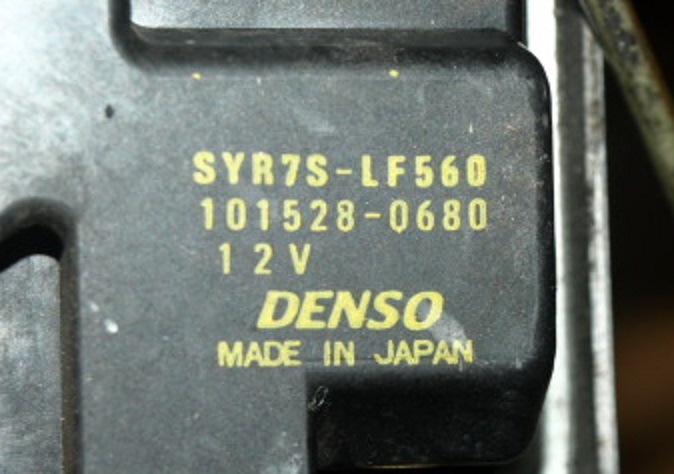 SYR7S-LF560
101528-0680
12V
DENSO
MADE IN JAPAN